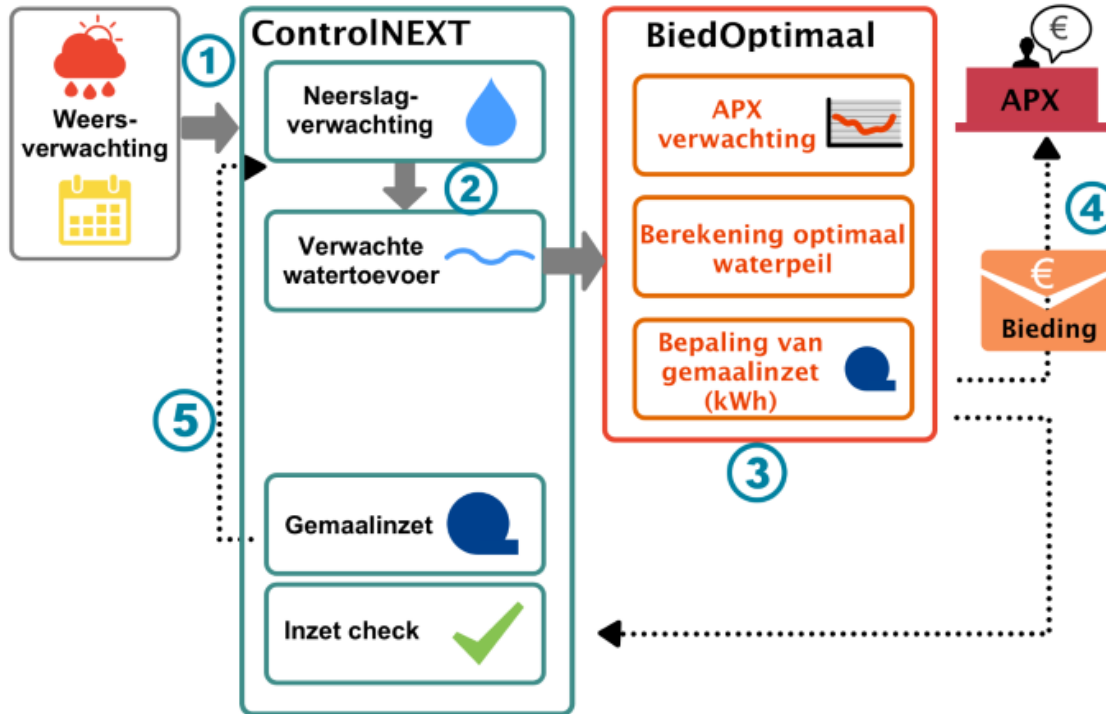 Weers-
verwachting
1
ControlNEXT
Neerslag-
verwachting
2
Verwachte
watertoevoer
5
Gemaalinzet
Inzet check
BiedOptimaal
APX
verwachting
Berekening optimaal
waterpeil
Bepaling van
gemaalinzet
(kWh)
3
€
APX
4
€
Bieding